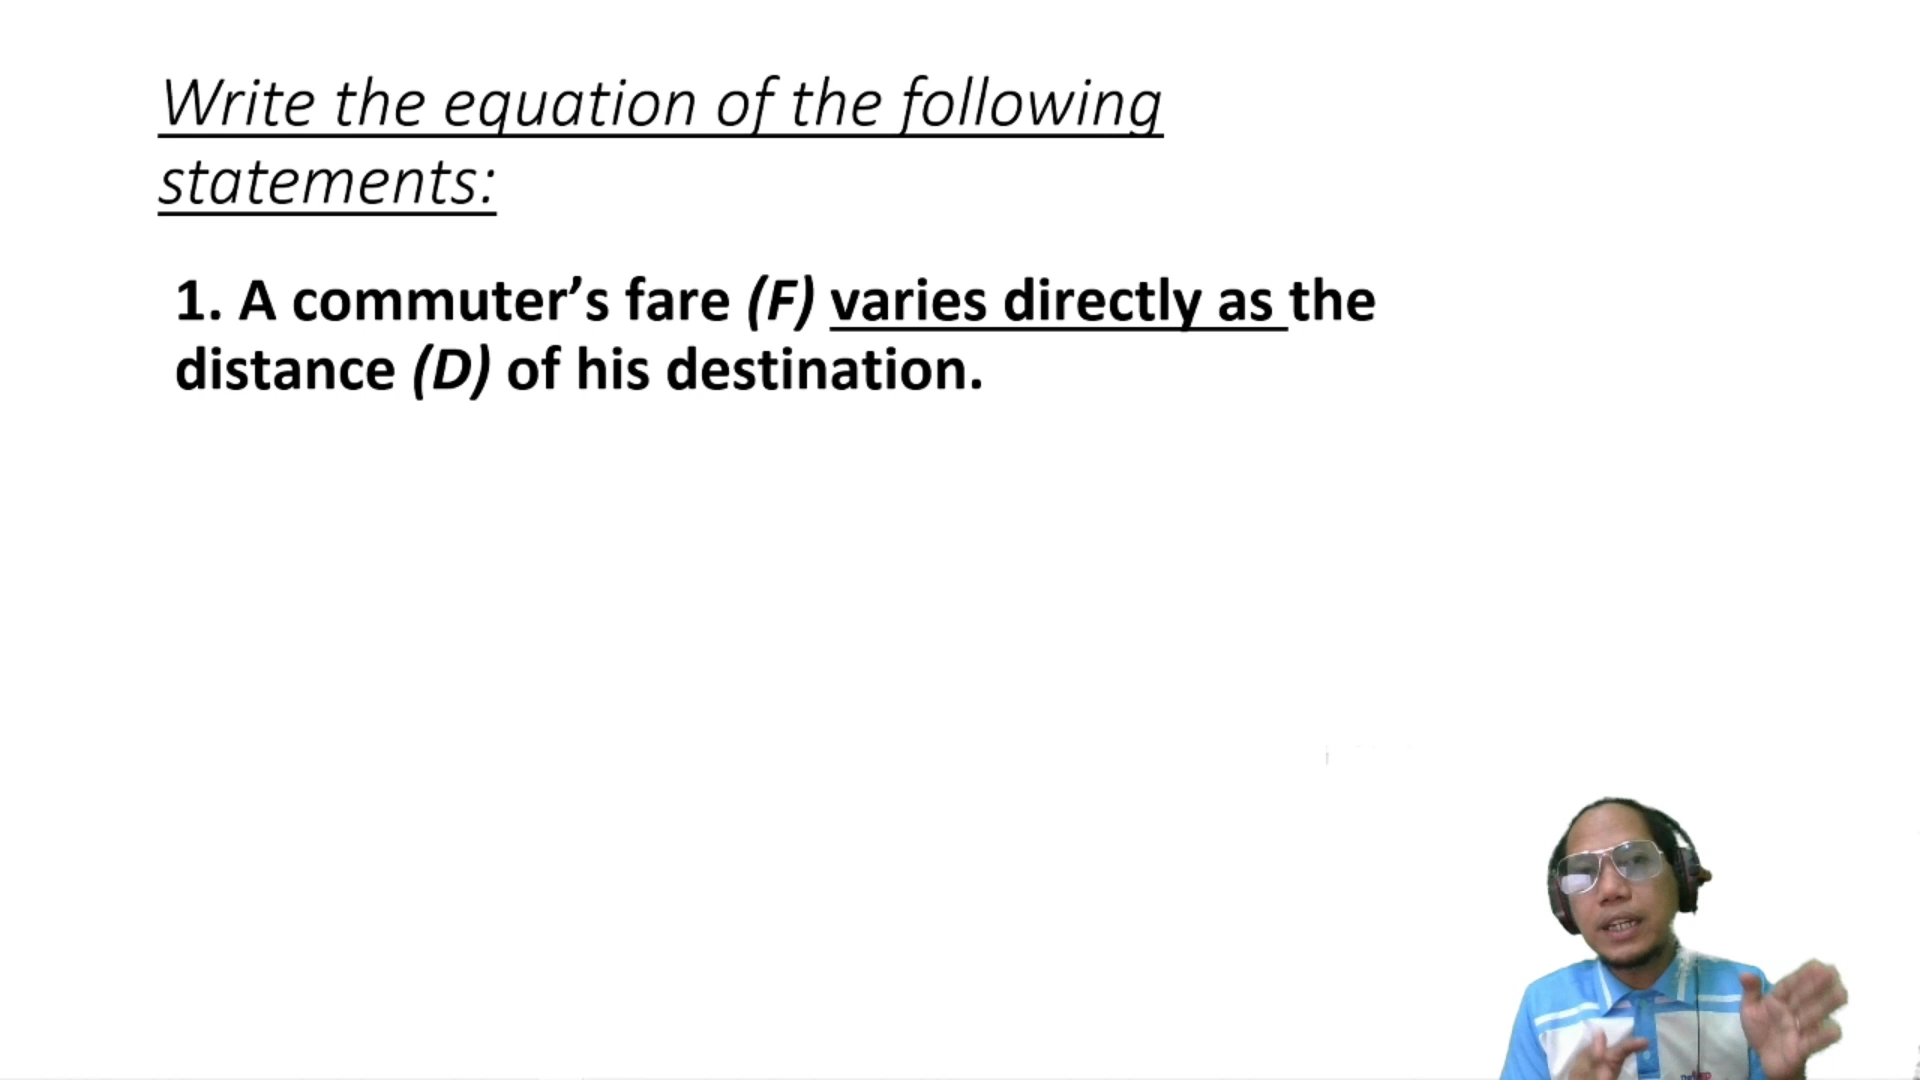 Write the equation of the following
statements:
1. A commuter’s fare (F) varies directly as the
distance (D) of his destination.